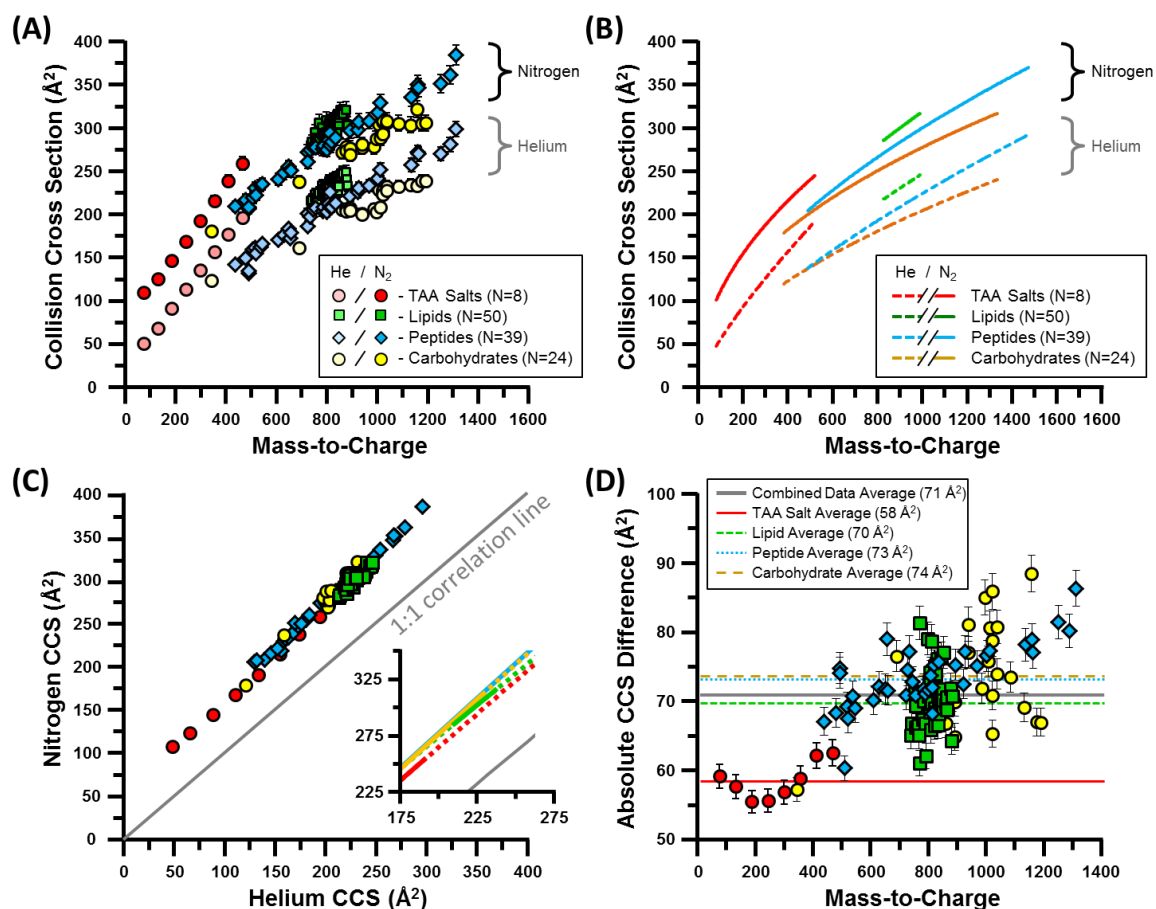 (A)
Collision Cross Section (Å²)
400
350
300
250
200
150
100
50
0
0 200 400 600 800 1000 1200 1400 1600
Mass-to-Charge
Nitrogen
Helium
He / N₂
/ - TAA Salts (N=8)
/ - Lipids (N=50)
/ - Peptides (N=39)
/ - Carbohydrates (N=24)
(B)
Collision Cross Section (Å²)
400
350
300
250
200
150
100
50
0
0 200 400 600 800 1000 1200 1400 1600
Mass-to-Charge
Nitrogen
Helium
He / N₂
TAA Salts (N=8)
Lipids (N=50)
Peptides (N=39)
Carbohydrates (N=24)
(C)
Nitrogen CCS (Å²)
400
350
300
250
200
150
100
50
0
0 50 100 150 200 250 300 350 400
Helium CCS (Å²)
1:1 correlation line
325
275
225
175 225 275
(D)
Absolute CCS Difference (Å²)
100
90
80
70
60
50
0 200 400 600 800 1000 1200 1400
Mass-to-Charge
Combined Data Average (71 Å²)
TAA Salt Average (58 Å²)
Lipid Average (70 Å²)
Peptide Average (73 Å²)
Carbohydrate Average (74 Å²)